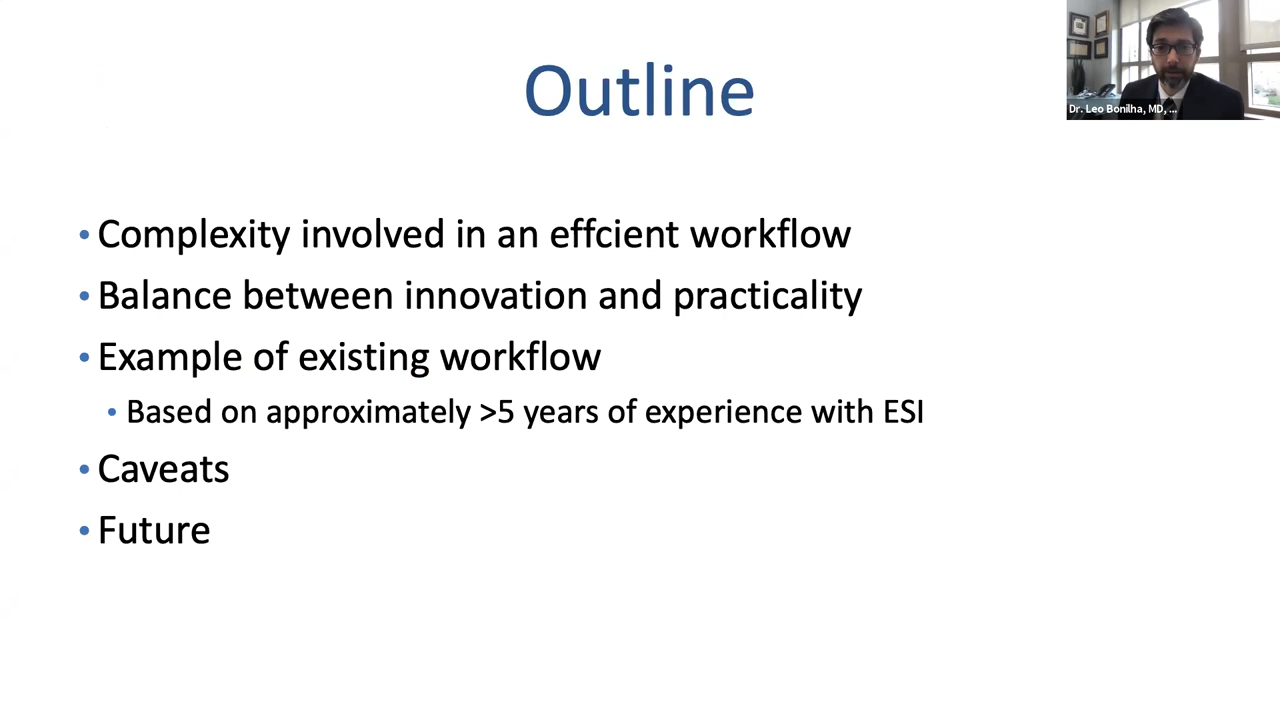 Outline
Dr. Leo Bonilha, MD, ...
• Complexity involved in an effcient workflow
• Balance between innovation and practicality
• Example of existing workflow
• Based on approximately >5 years of experience with ESI
• Caveats
• Future